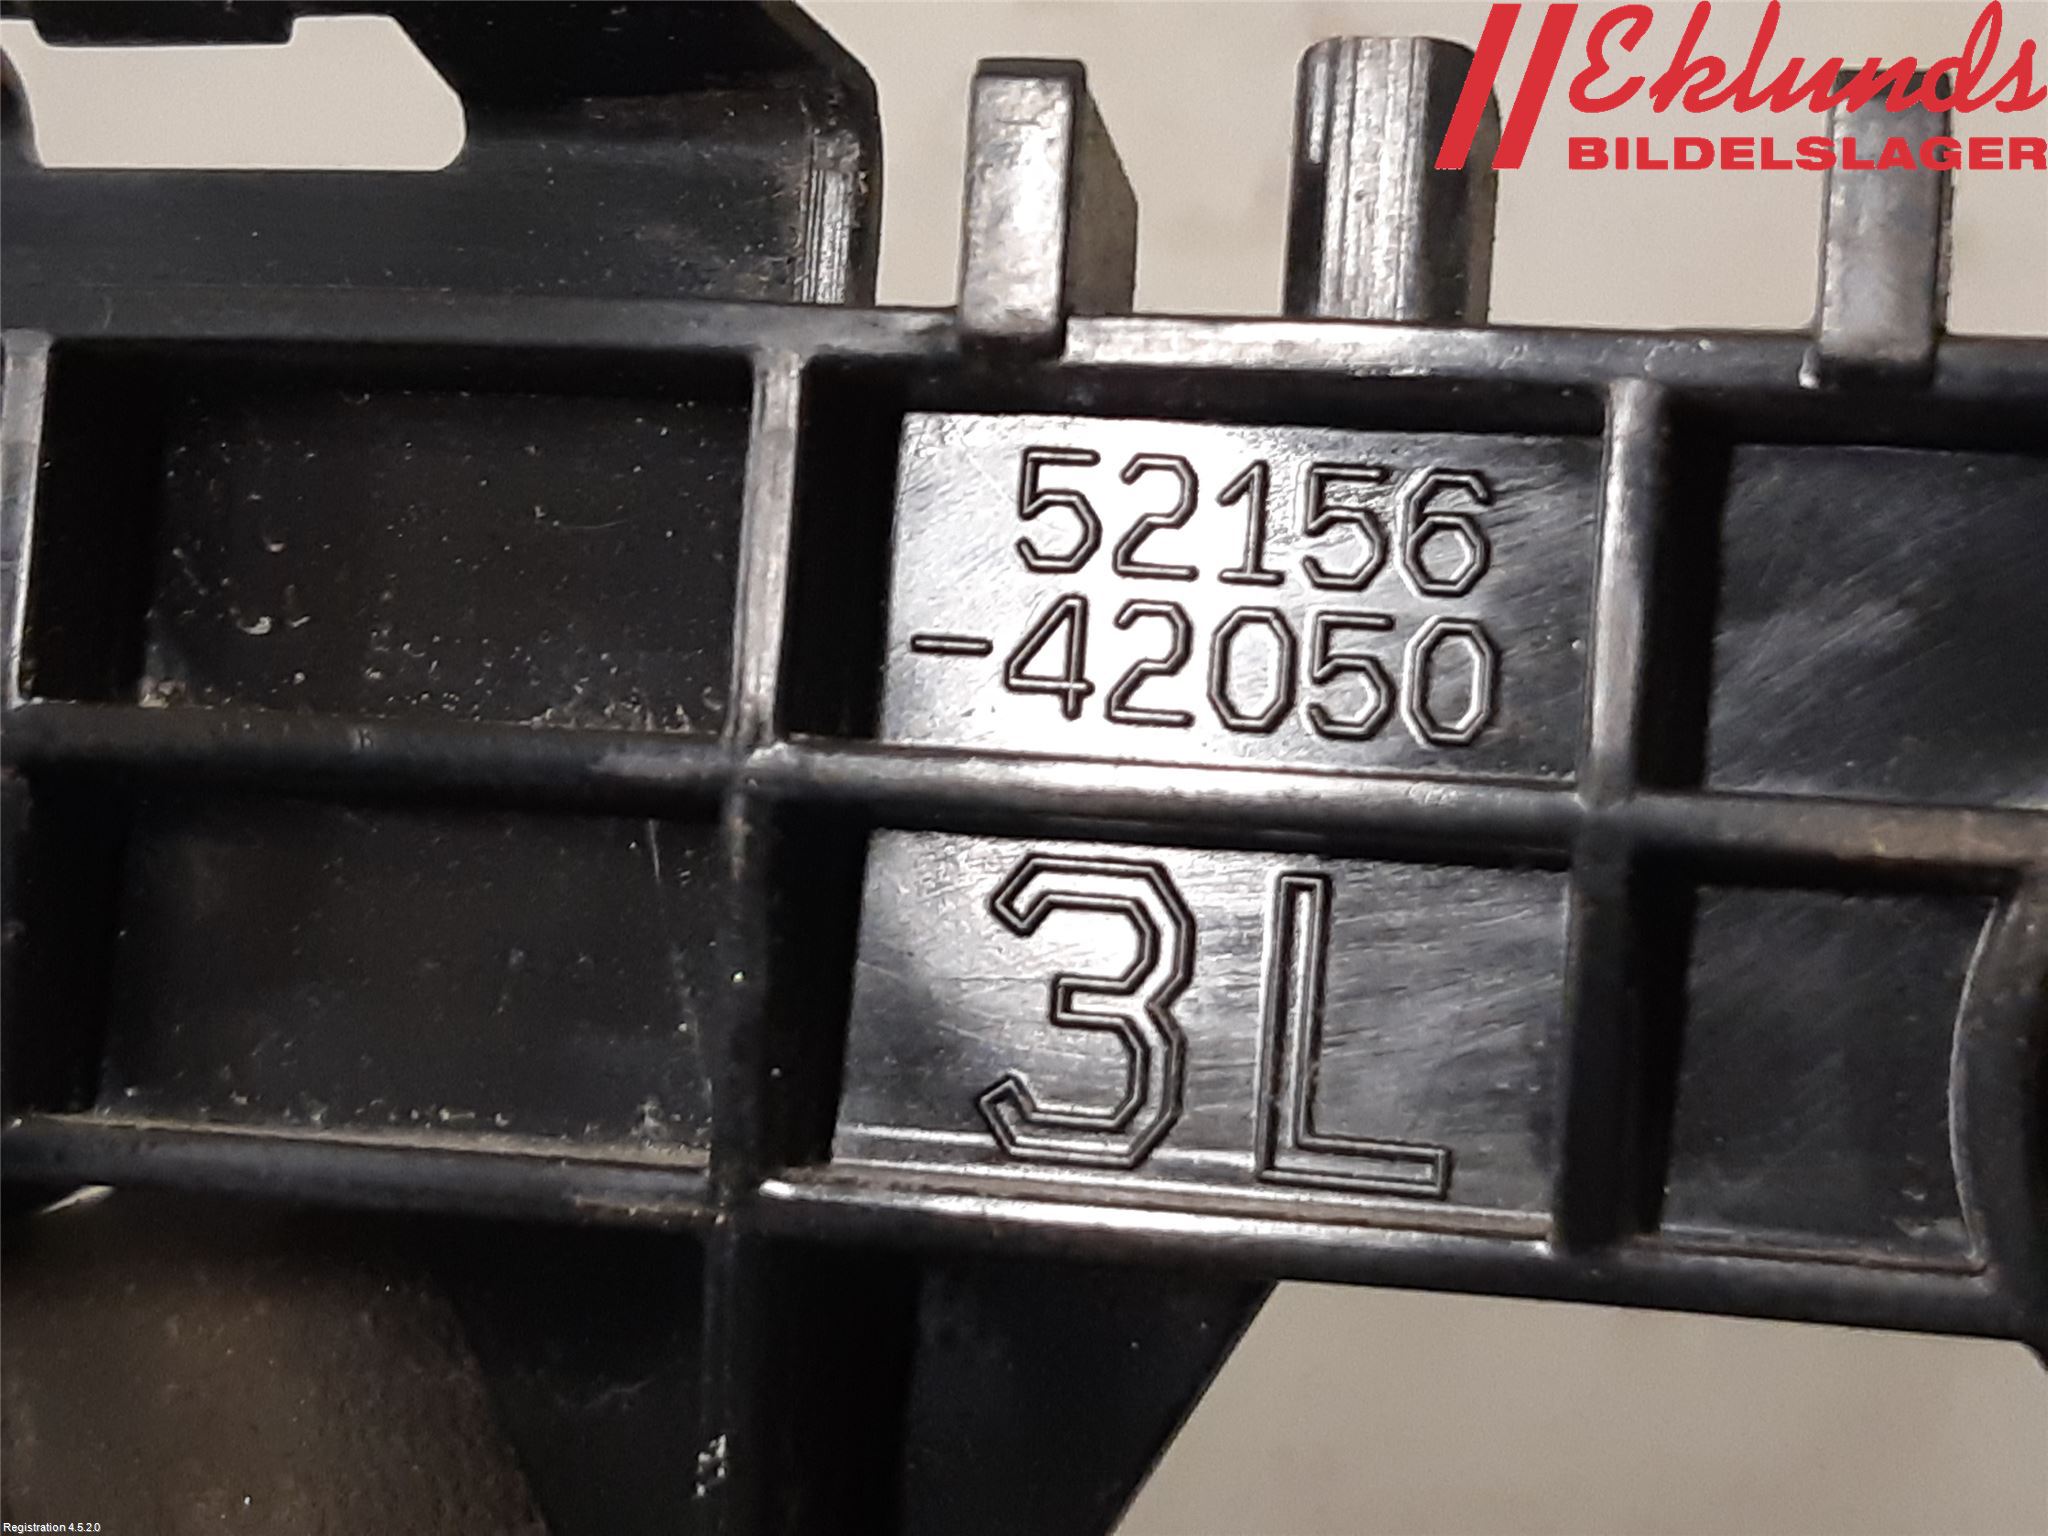 Eklunds
BILDELSLAGER
52156
-42050
3L
Registration 4.5.2.0